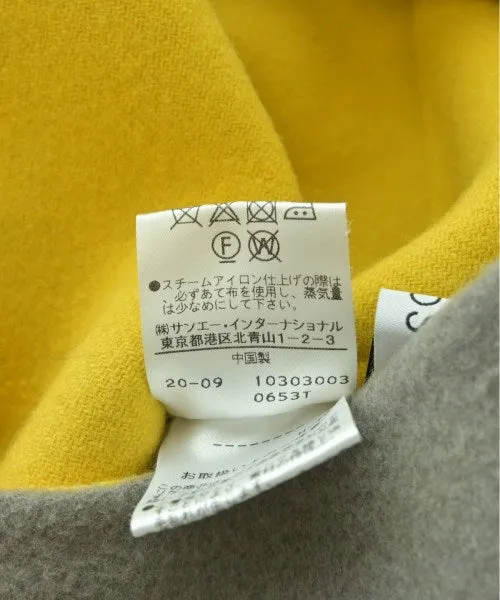 F W
●スチームアイロン仕上げの際は
必ずあて布を使用し、蒸気量
は少なめにして下さい。
㈱サンエー・インターナショナル
東京都港区北青山1-2-3
中国製
20-09 10303003
0653T
お取扱い